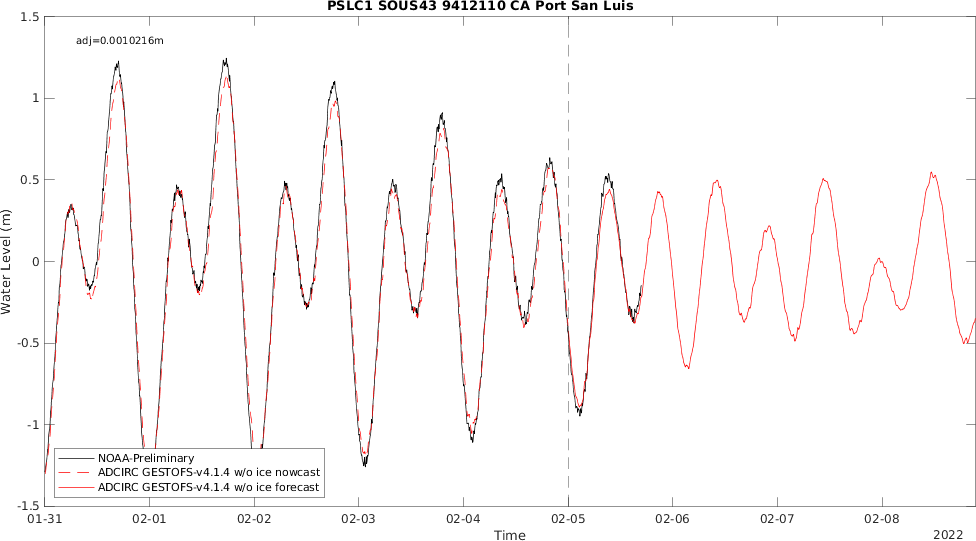 PSLC1 SOUS43 9412110 CA Port San Luis
adj=0.0010216m
1.5
1
0.5
0
-0.5
-1
-1.5
Water Level (m)
NOAA-Preliminary
ADCIRC GESTOFS-v4.1.4 w/o ice nowcast
ADCIRC GESTOFS-v4.1.4 w/o ice forecast
01-31 02-01 02-02 02-03 02-04 02-05 02-06 02-07 02-08
Time
2022